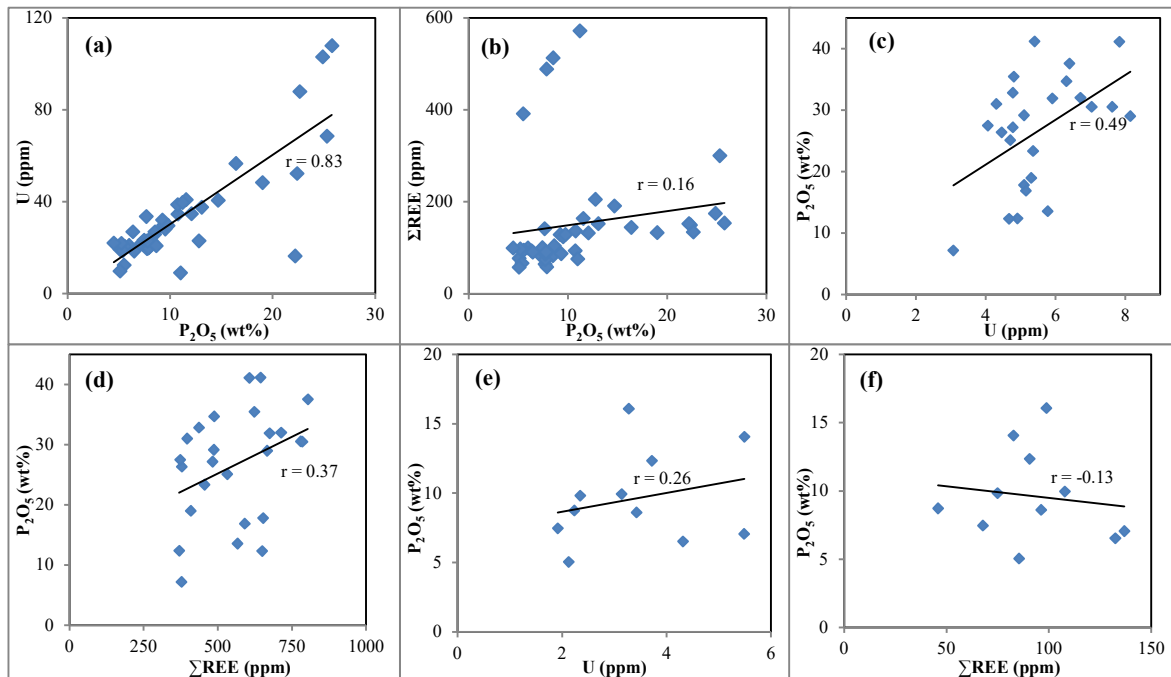 (a)
U (ppm)
120
80
40
0
0 10 20 30
P₂O₅ (wt%)
r = 0.83
(b)
ΣREE (ppm)
600
400
200
0
0 10 20 30
P₂O₅ (wt%)
r = 0.16
(c)
P₂O₅ (wt%)
45
30
15
0
0 2 4 6 8
U (ppm)
r = 0.49
(d)
P₂O₅ (wt%)
40
30
20
10
0
0 250 500 750 1000
∑REE (ppm)
r = 0.37
(e)
P₂O₅ (wt%)
20
15
10
5
0
0 2 4 6
U (ppm)
r = 0.26
(f)
P₂O₅ (wt%)
20
15
10
5
0
0 50 100 150
∑REE (ppm)
r = -0.13